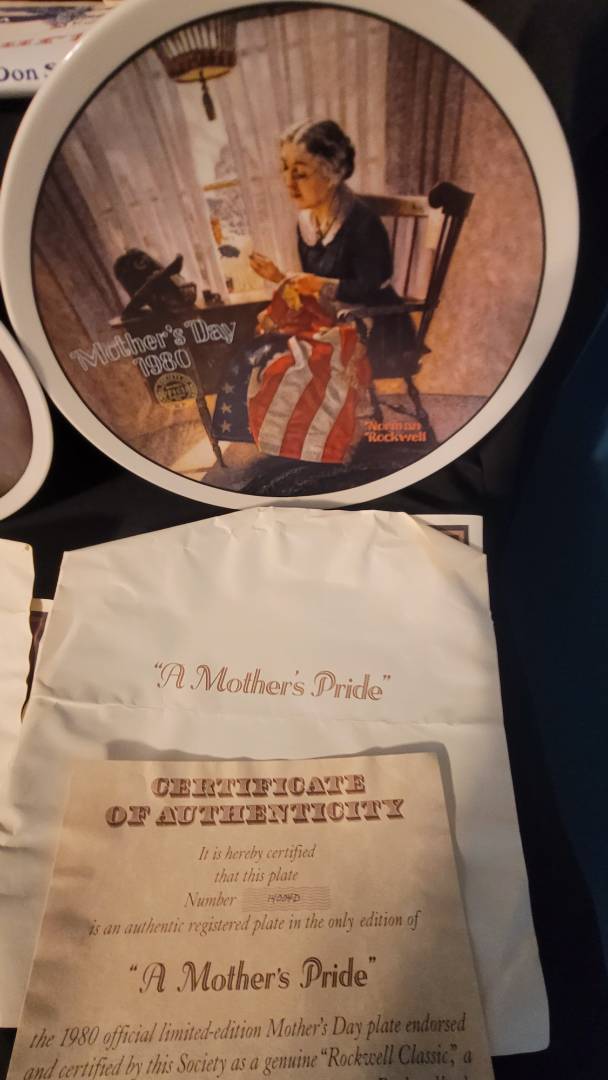 Don S
Mother's Day
1980
Norman
Rockwell
"A Mother's Pride"
CERTIFICATE
OF AUTHENTICITY
It is hereby certified
that this plate
Number 14004D
is an authentic registered plate in the only edition of
"A Mother's Pride"
the 1980 official limited-edition Mother's Day plate endorsed
and certified by this Society as a genuine "Rockwell Classic," a